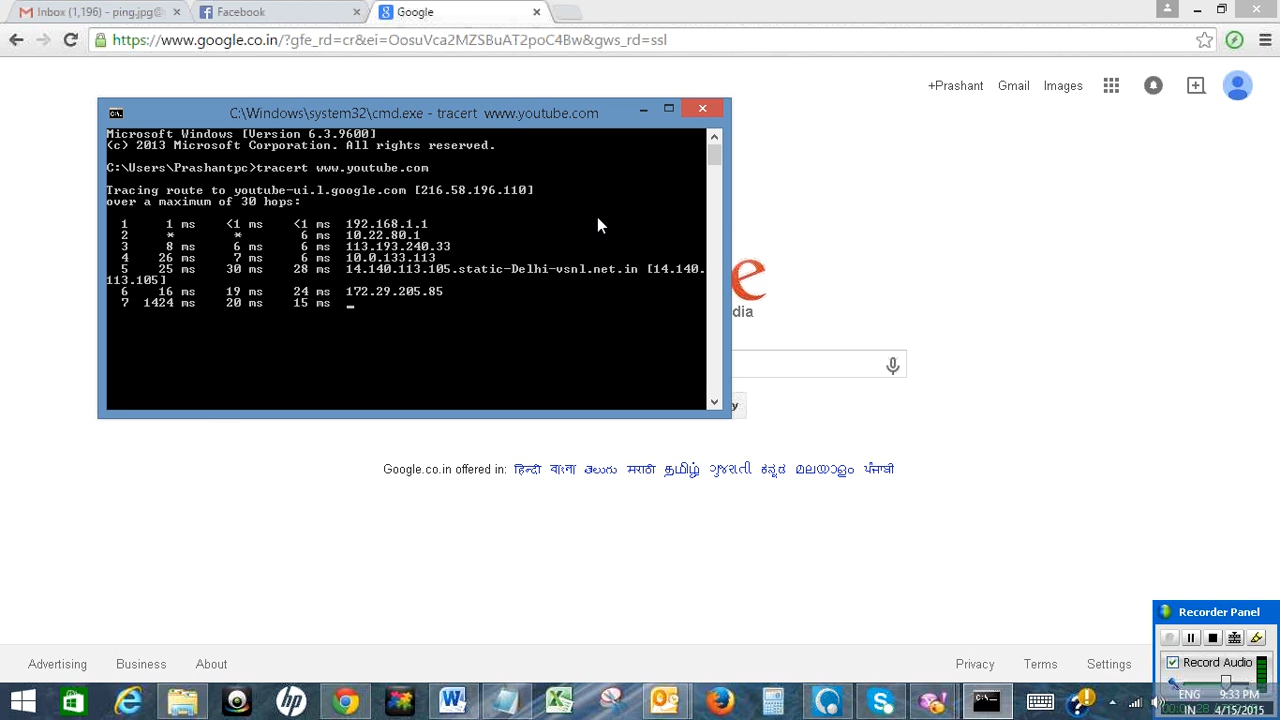 Inbox (1,196) - ping.jpg@
Facebook
Google
https://www.google.co.in/?gfe_rd=cr&ei=OosuVca2MZSBuAT2poC4Bw&gws_rd=ssl
+Prashant Gmail Images
C:\Windows\system32\cmd.exe - tracert www.youtube.com
Microsoft Windows [Version 6.3.9600]
(c) 2013 Microsoft Corporation. All rights reserved.
C:\Users\Prashantpc>tracert www.youtube.com
Tracing route to youtube-ui.l.google.com [216.58.196.110]
over a maximum of 30 hops:
1 1 ms <1 ms <1 ms 192.168.1.1
2 * * 6 ms 10.22.80.1
3 8 ms 6 ms 6 ms 113.193.240.33
4 26 ms 7 ms 6 ms 10.0.133.113
5 25 ms 30 ms 28 ms 14.140.113.105.static-Delhi-vsnl.net.in [14.140.
113.105]
6 16 ms 19 ms 24 ms 172.29.205.85
7 1424 ms 20 ms 15 ms _
e
dia
y
Google.co.in offered in: हिन्दी বাংলা తెలుగు मराठी தமிழ் ગુજરાતી ಕನ್ನಡ മലയാളം ਪੰਜਾਬੀ
Recorder Panel
Record Audio
Advertising Business About
Privacy Terms Settings
ENG
IN
9:33 PM
4/15/2015